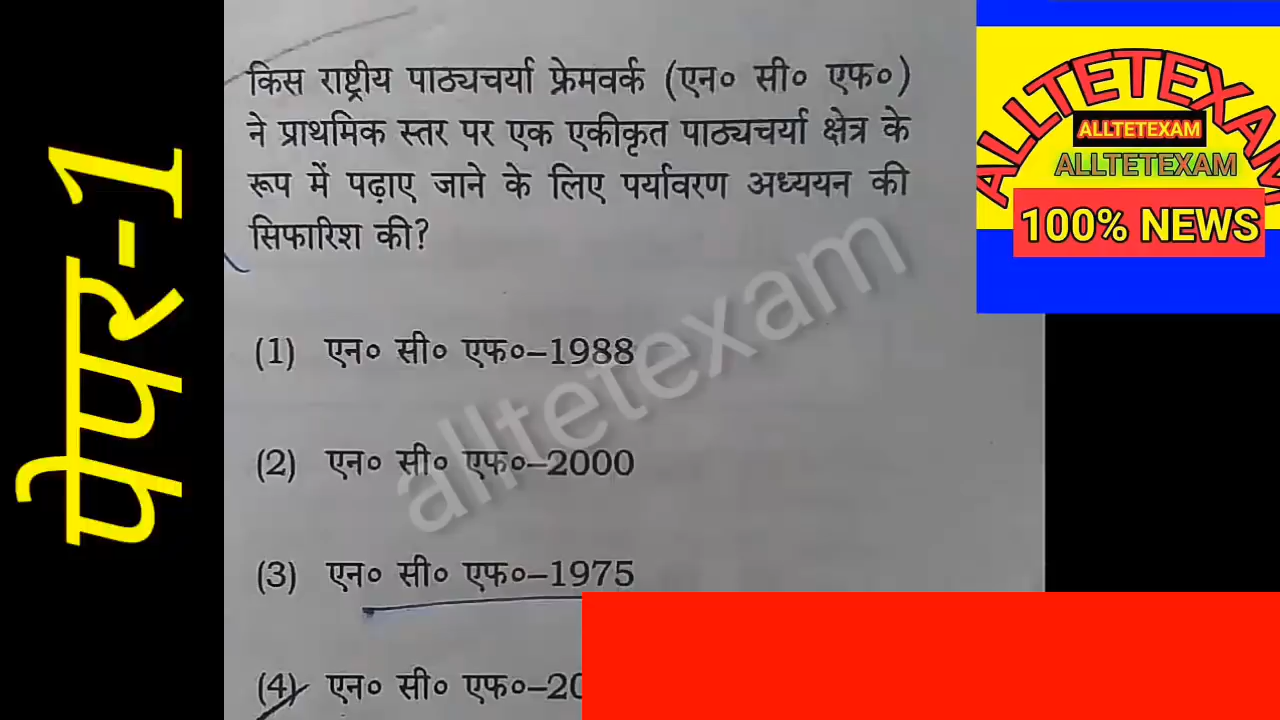 किस राष्ट्रीय पाठ्यचर्या फ्रेमवर्क (एन० सी० एफ०)
ने प्राथमिक स्तर पर एक एकीकृत पाठ्यचर्या क्षेत्र के
रूप में पढ़ाए जाने के लिए पर्यावरण अध्ययन की
सिफारिश की?
(1) एन० सी० एफ०–1988
(2) एन० सी० एफ०–2000
(3) एन० सी० एफ०–1975
(4) एन० सी० एफ०–20
पेपर-1
ALLTETEXAM
ALLTETEXAM
ALLTETEXAM
100% NEWS
alltetexam